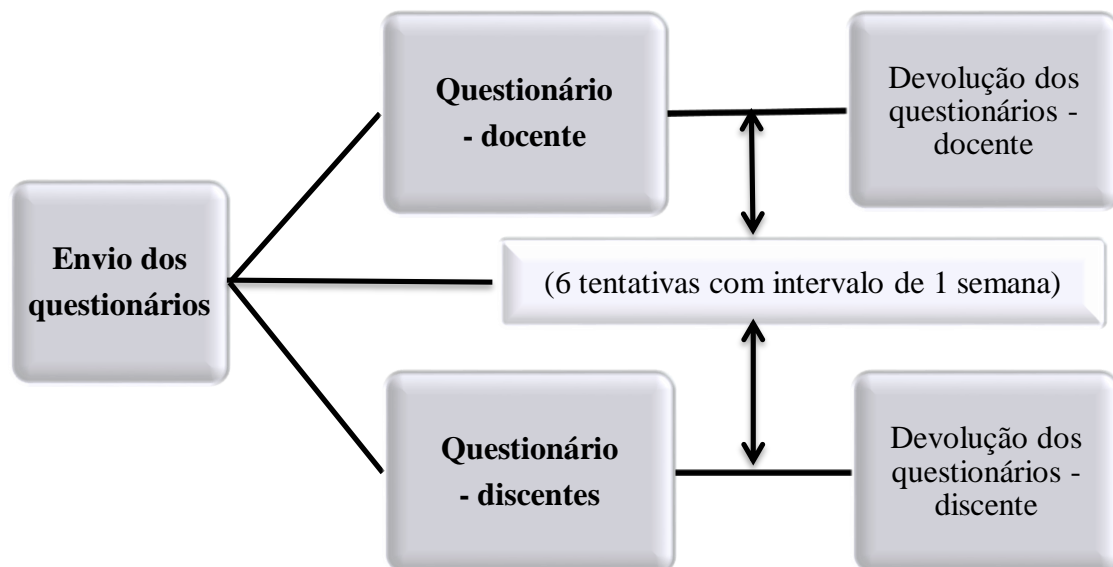 Envio dos
questionários
Questionário
- docente
Devolução dos
questionários -
docente
(6 tentativas com intervalo de 1 semana)
Questionário
- discentes
Devolução dos
questionários -
discente